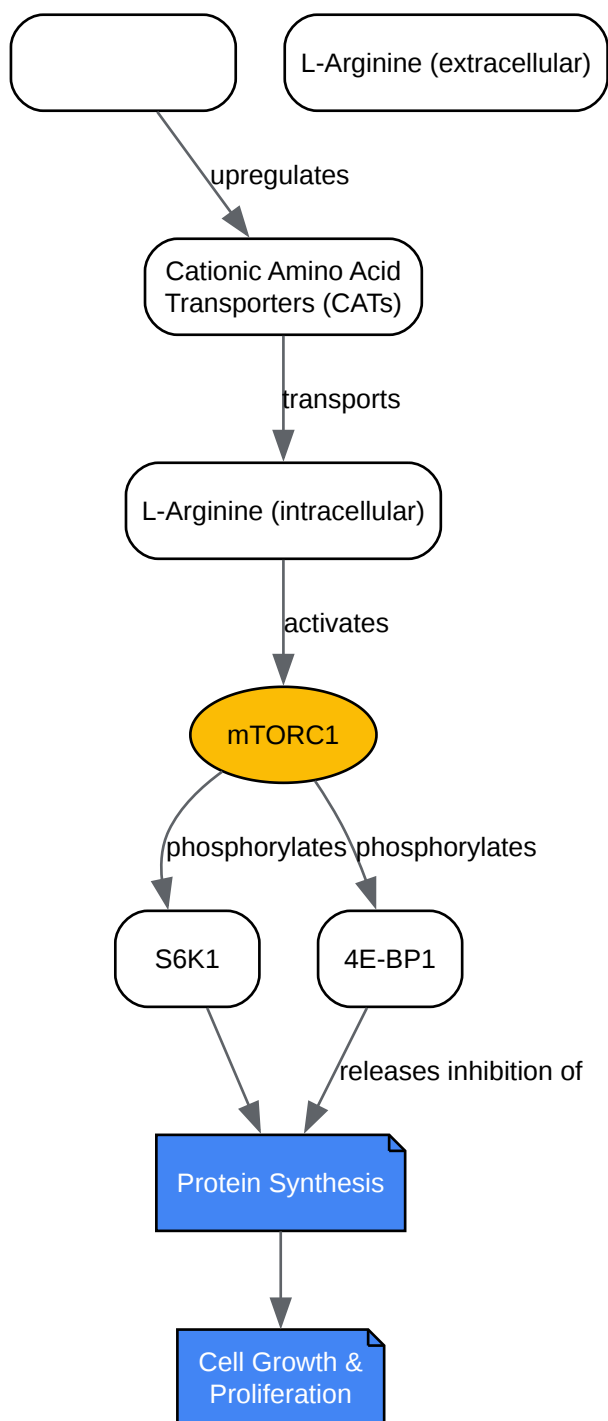 L-Arginine (extracellular)
upregulates
Cationic Amino Acid
Transporters (CATs)
transports
L-Arginine (intracellular)
activates
mTORC1
phosphorylates
phosphorylates
S6K1
4E-BP1
releases inhibition of
Protein Synthesis
Cell Growth &
Proliferation